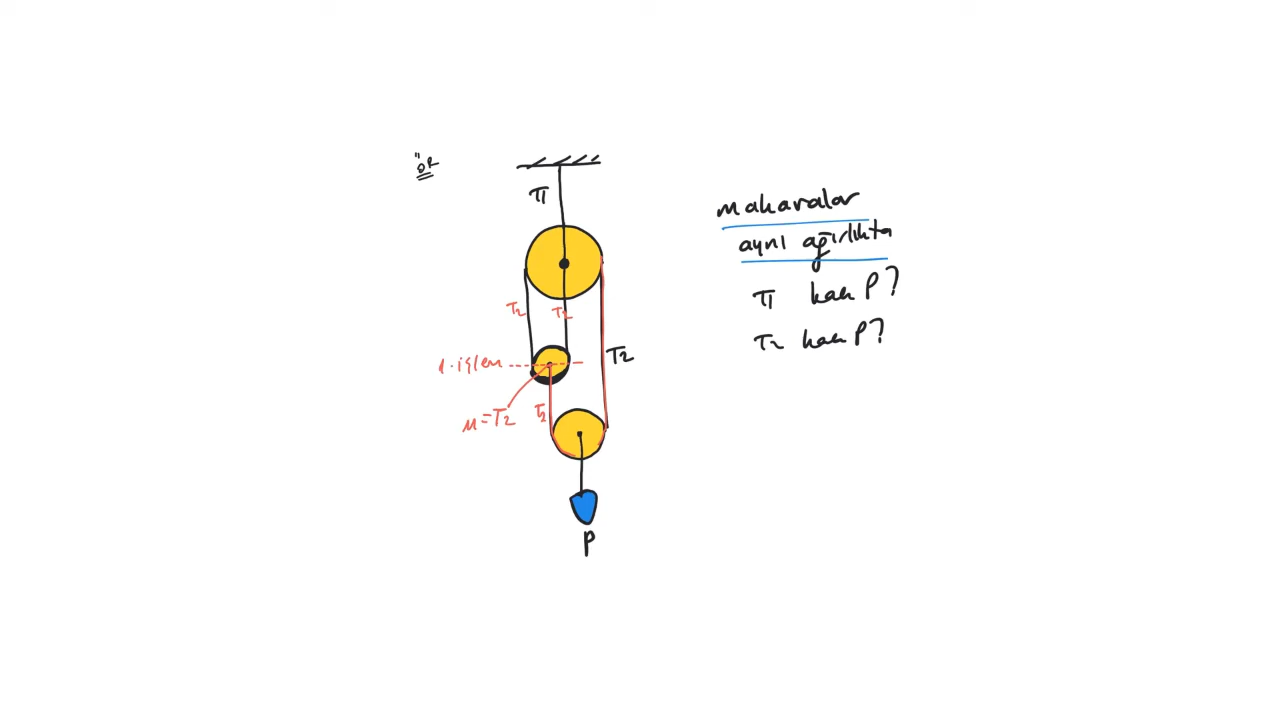 ÖR
T1
makaralar
aynı ağırlıkta
T1 kaç P?
T2 kaç P?
T2 T2
T2
1.işlem
M=T2
T2
P